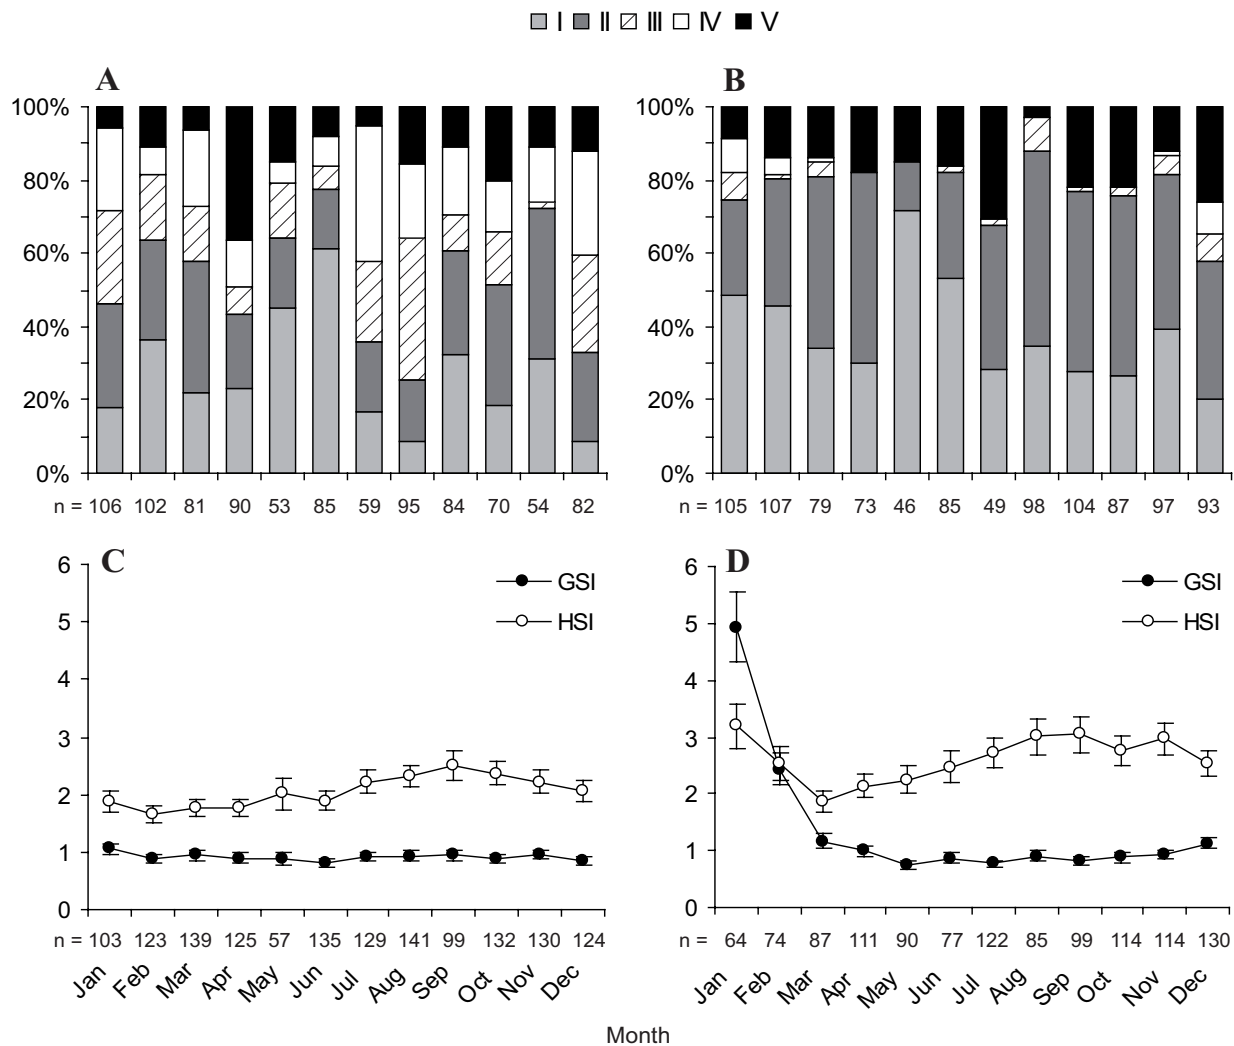 I II III IV V
A B
100% 100%
80% 80%
60% 60%
40% 40%
20% 20%
0% 0%
n = 106 102 81 90 53 85 59 95 84 70 54 82 n = 105 107 79 73 46 85 49 98 104 87 97 93
C D
6 6
GSI GSI
5 5
HSI HSI
4 4
3 3
2 2
1 1
0 0
n = 103 123 139 125 57 135 129 141 99 132 130 124 n = 64 74 87 111 90 77 122 85 99 114 114 130
Jan Feb Mar Apr May Jun Jul Aug Sep Oct Nov Dec Jan Feb Mar Apr May Jun Jul Aug Sep Oct Nov Dec
Month